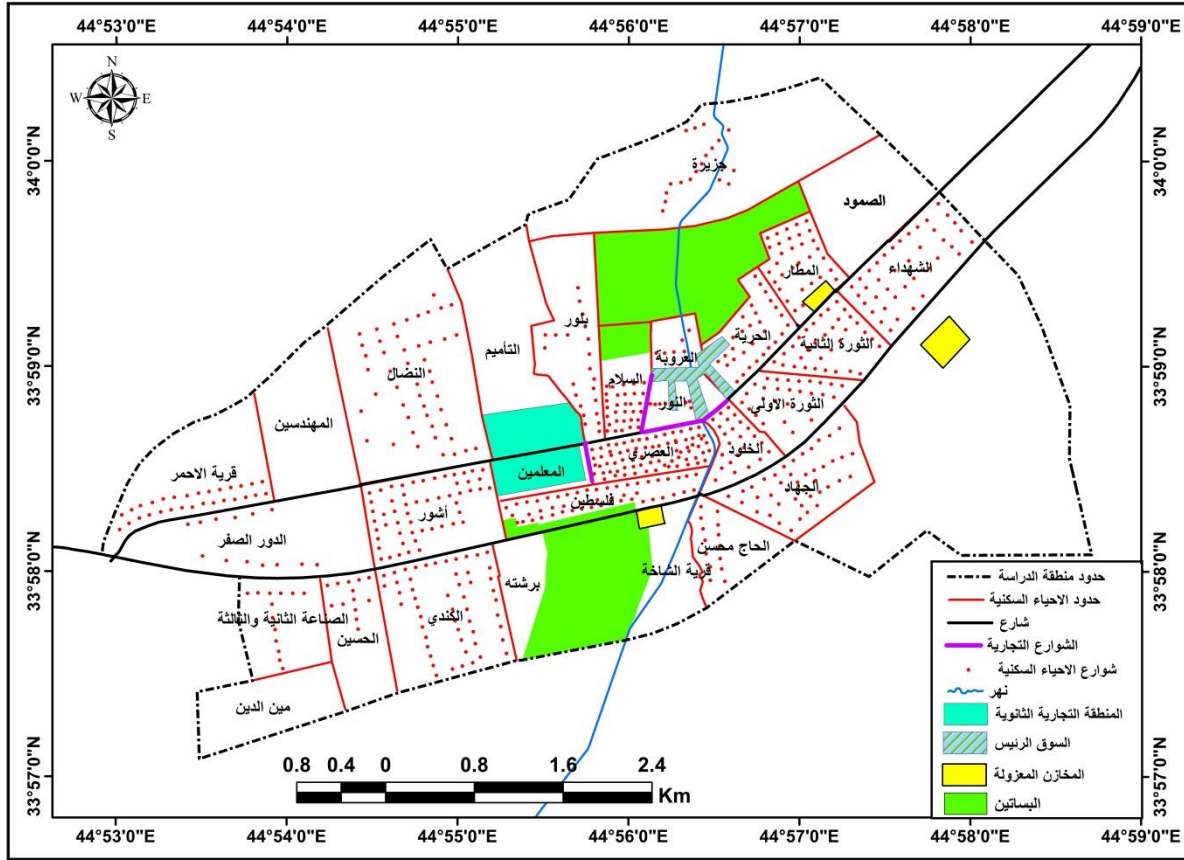 44°53'0"E 44°54'0"E 44°55'0"E 44°56'0"E 44°57'0"E 44°58'0"E 44°59'0"E
N
W E
S
34°0'0"N 34°0'0"N
جزيرة
الصمود
الشهداء
المطار
بلور
الحرية
الثورة الثانية
التأميم
العروبة
33°59'0"N 33°59'0"N
النضال
السلام
النور
الثورة الاولى
المهندسين
العصري
الخلود
قرية الاحمر
المعلمين
الجهاد
فلسطين
أشور
الدور الصفر
الحاج محسن
33°58'0"N 33°58'0"N
قرية الشاخة
برشته
الصناعة الثانية والثالثة
الكندي
الحسين
مين الدين
حدود منطقة الدراسة
حدود الاحياء السكنية
شارع
الشوارع التجارية
شوارع الاحياء السكنية
نهر
المنطقة التجارية الثانوية
السوق الرئيس
المخازن المعزولة
البساتين
0.8 0.4 0 0.8 1.6 2.4
Km
33°57'0"N 33°57'0"N
44°53'0"E 44°54'0"E 44°55'0"E 44°56'0"E 44°57'0"E 44°58'0"E 44°59'0"E